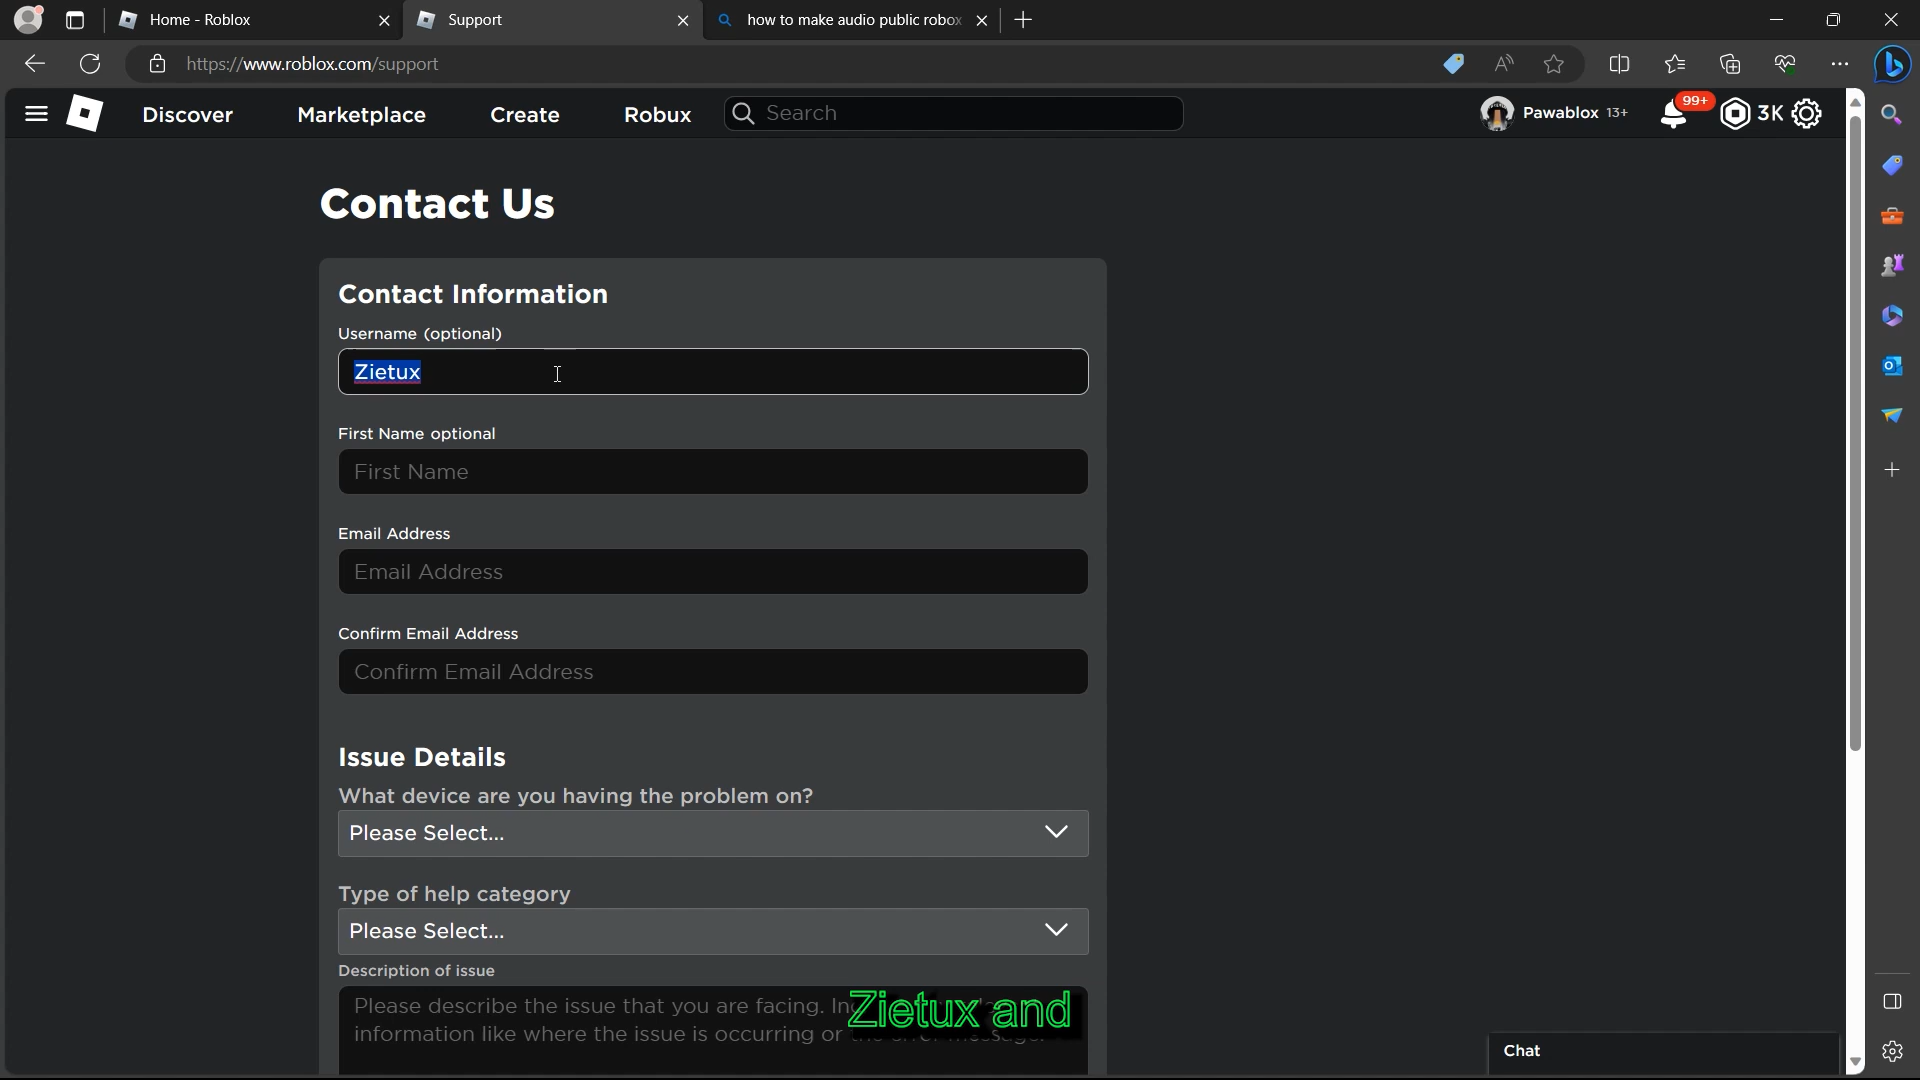 Home - Roblox
Support
how to make audio public robox
https://www.roblox.com/support
Discover
Marketplace
Create
Robux
Search
Pawablox 13+
99+
3K
Contact Us
Contact Information
Username (optional)
Zietux
First Name optional
First Name
Email Address
Email Address
Confirm Email Address
Confirm Email Address
Issue Details
What device are you having the problem on?
Please Select...
Type of help category
Please Select...
Description of issue
Please describe the issue that you are facing.
information like where the issue is occurring or
Zietux and
Chat